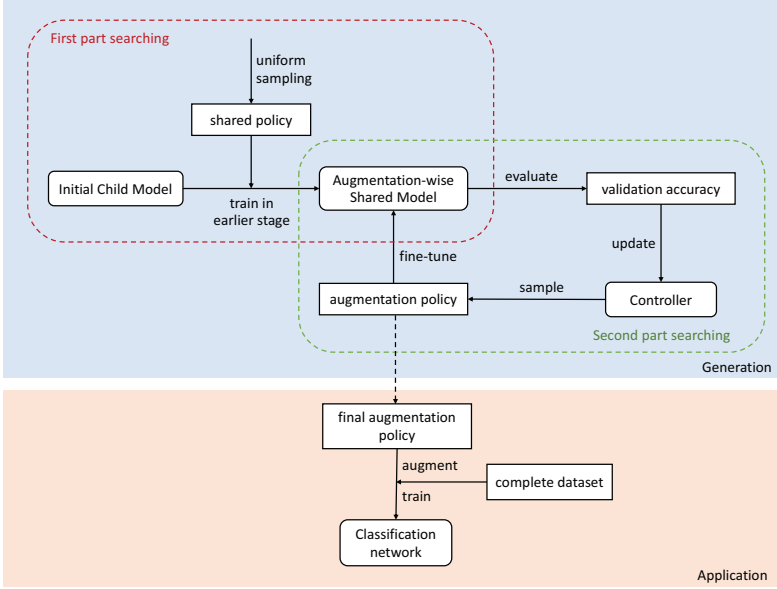 First part searching
uniform
sampling
shared policy
Initial Child Model
train in
earlier stage
Augmentation-wise
Shared Model
evaluate
validation accuracy
update
fine-tune
augmentation policy
sample
Controller
Second part searching
Generation
final augmentation
policy
augment
train
complete dataset
Classification
network
Application